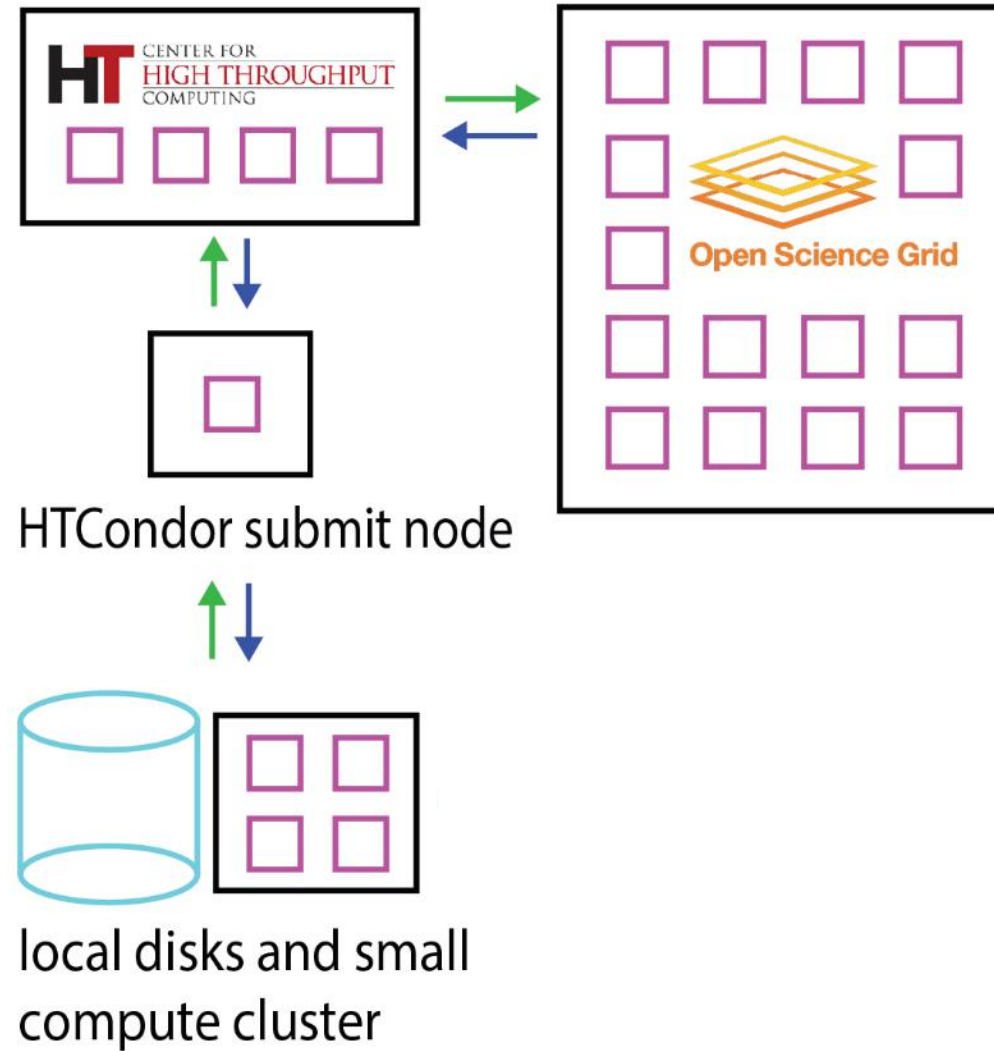 HT
CENTER FOR
HIGH THROUGHPUT
COMPUTING
Open Science Grid
HTCondor submit node
local disks and small
compute cluster